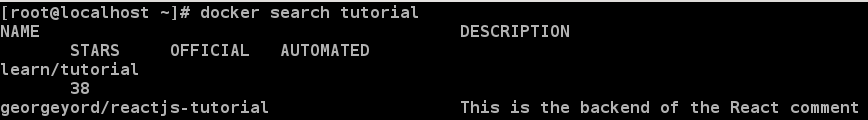 [root@localhost ~]# docker search tutorial
NAME DESCRIPTION
STARS OFFICIAL AUTOMATED
learn/tutorial
38
georgeyord/reactjs-tutorial This is the backend of the React comment